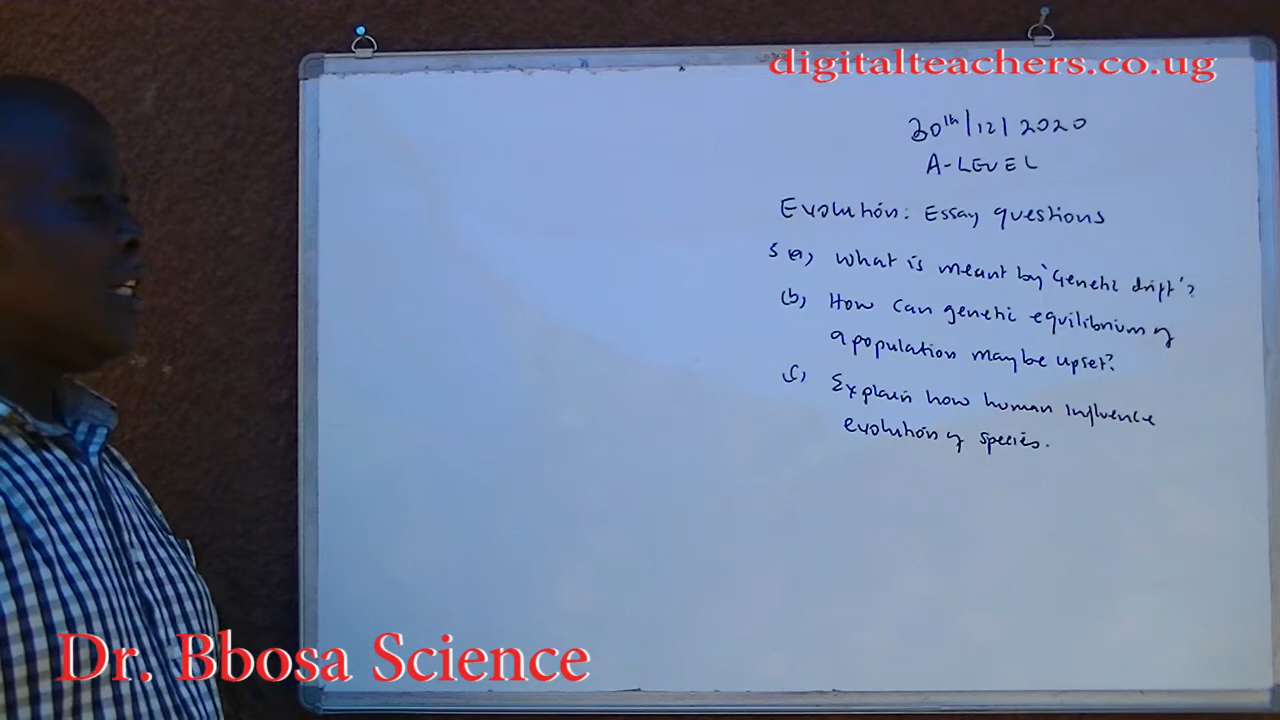 digitalteachers.co.ug
30th/12/2020
A-LEVEL
Evolution: Essay questions
5 (a), What is meant by 'Genetic drift'?
(b), How can genetic equilibrium of
a population may be upset?
(c), Explain how human influence
evolution of species.
Dr. Bbosa Science